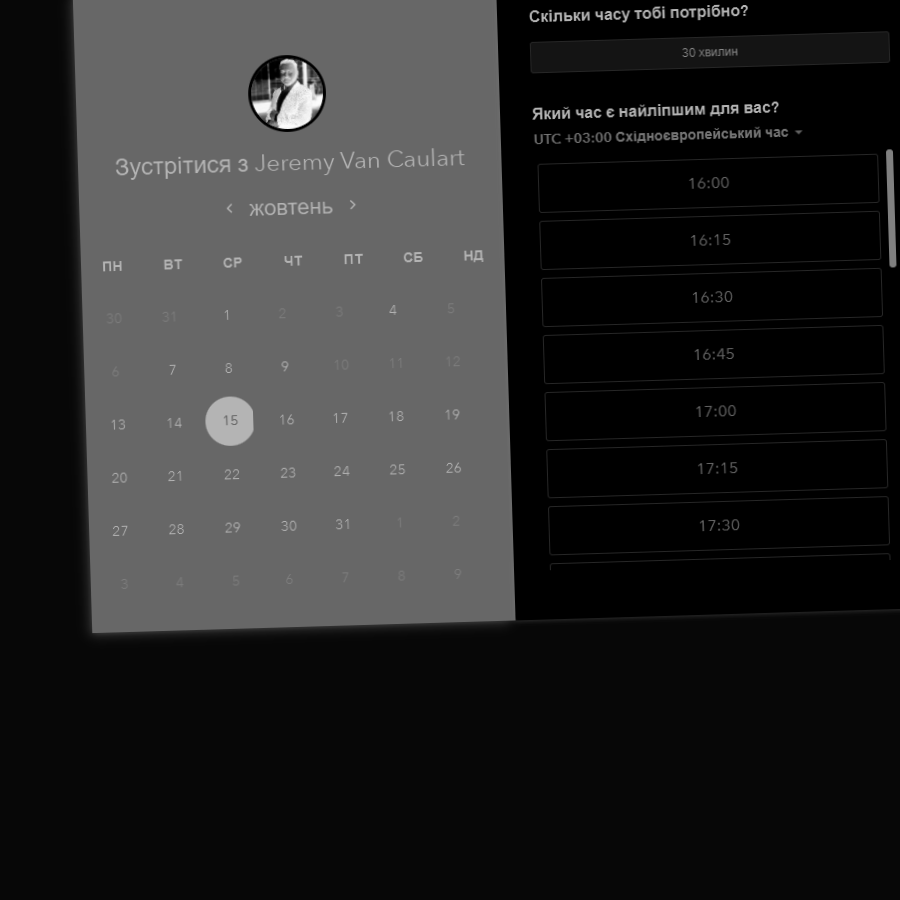 Зустрітися з Jeremy Van Caulart
жовтень
ПН ВТ СР ЧТ ПТ СБ НД
30 31 1 2 3 4 5
6 7 8 9 10 11 12
13 14 15 16 17 18 19
20 21 22 23 24 25 26
27 28 29 30 31 1 2
3 4 5 6 7 8 9
Скільки часу тобі потрібно?
30 хвилин
Який час є найліпшим для вас?
UTC +03:00 Східноєвропейський час
16:00
16:15
16:30
16:45
17:00
17:15
17:30